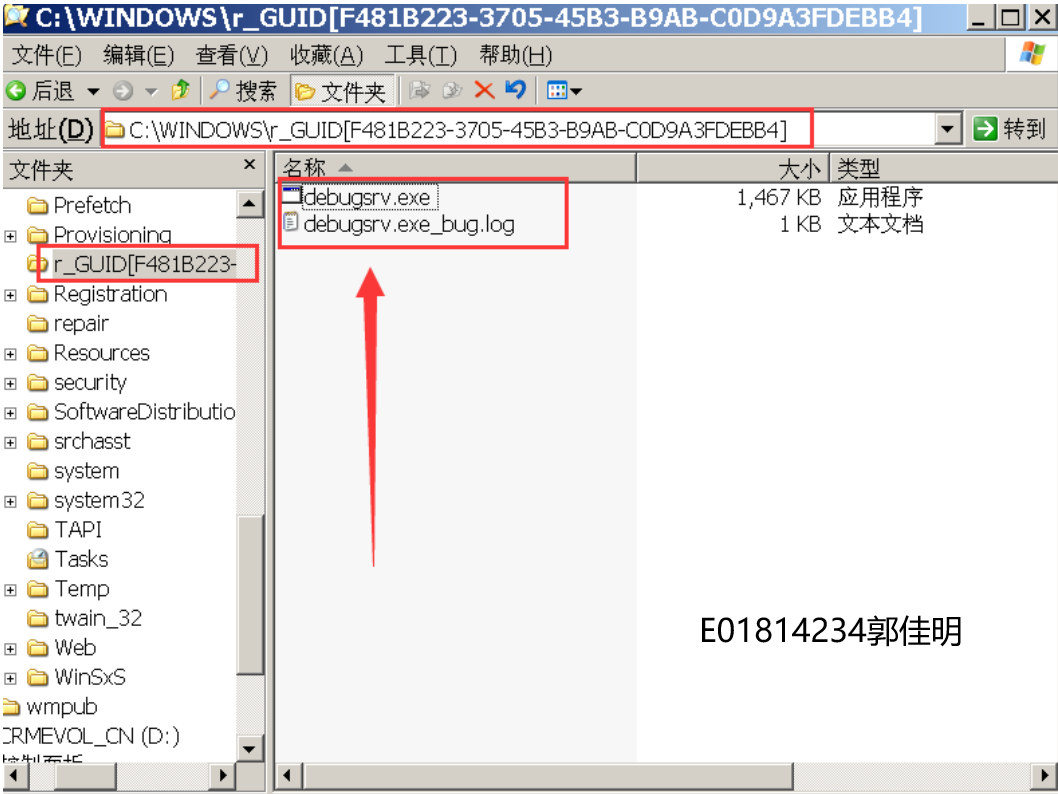 C:\WINDOWS\r_GUID[F481B223-3705-45B3-B9AB-C0D9A3FDEBB4]
文件(F) 编辑(E) 查看(V) 收藏(A) 工具(T) 帮助(H)
后退 搜索 文件夹
地址(D) C:\WINDOWS\r_GUID[F481B223-3705-45B3-B9AB-C0D9A3FDEBB4] 转到
文件夹
Prefetch
Provisioning
r_GUID[F481B223-
Registration
repair
Resources
security
SoftwareDistributio
srchasst
system
system32
TAPI
Tasks
Temp
twain_32
Web
WinSxS
wmpub
CRMEVOL_CN (D:)
控制面板
名称 大小 类型
debugsrv.exe 1,467 KB 应用程序
debugsrv.exe_bug.log 1 KB 文本文档
E01814234郭佳明